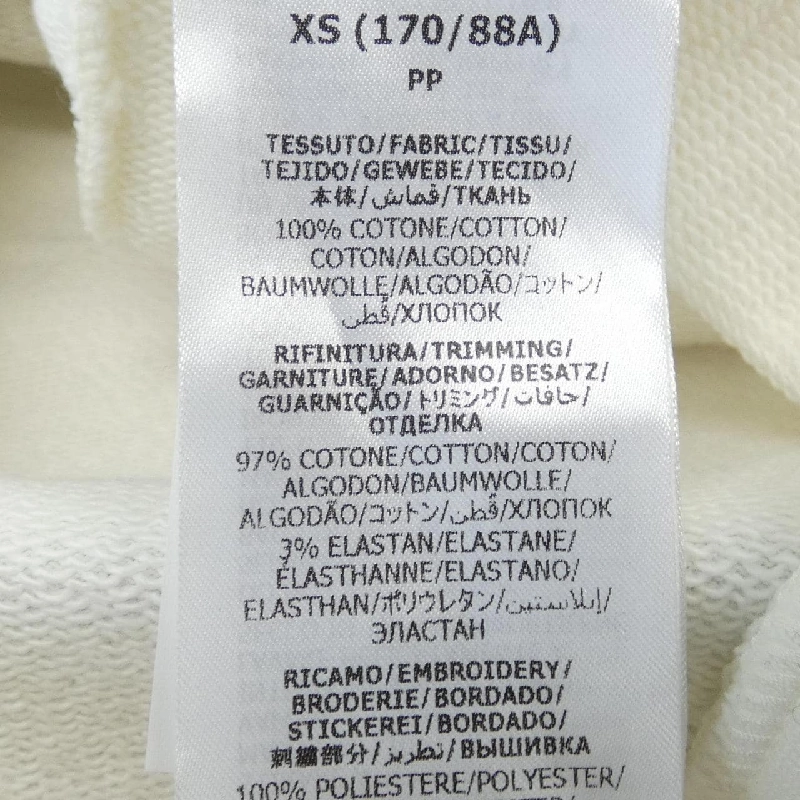 XS (170/88A)
PP
TESSUTO/FABRIC/TISSU/
TEJIDO/GEWEBE/TECIDO/
本体/قماش/ТКАНЬ
100% COTONE/COTTON/
COTON/ALGODON/
BAUMWOLLE/ALGODÃO/コットン/
قطن/ХЛОПОК
RIFINITURA/TRIMMING/
GARNITURE/ADORNO/BESATZ/
GUARNIÇÃO/トリミング/حافات/
ОТДЕЛКА
97% COTONE/COTTON/COTON/
ALGODON/BAUMWOLLE/
ALGODÃO/コットン/قطن/ХЛОПОК
3% ELASTAN/ELASTANE/
ÉLASTHANNE/ELASTANO/
ELASTHAN/ポリウレタン/إيلاستين/
ЭЛАСТАН
RICAMO/EMBROIDERY/
BRODERIE/BORDADO/
STICKEREI/BORDADO/
刺繍部分/تطريز/ВЫШИВКА
100% POLIESTERE/POLYESTER/